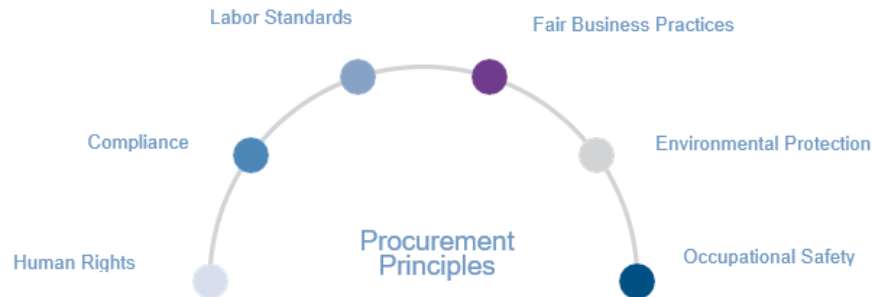 Labor Standards
Fair Business Practices
Compliance
Environmental Protection
Human Rights
Procurement
Principles
Occupational Safety